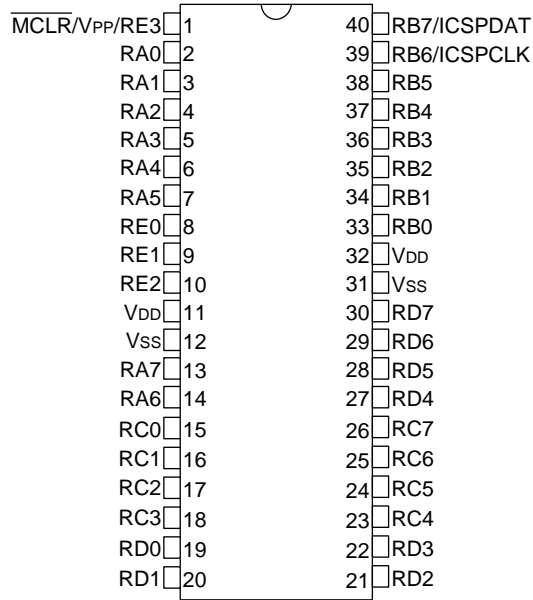 MCLR/VPP/RE3 1 40 RB7/ICSPDAT
RA0 2 39 RB6/ICSPCLK
RA1 3 38 RB5
RA2 4 37 RB4
RA3 5 36 RB3
RA4 6 35 RB2
RA5 7 34 RB1
RE0 8 33 RB0
RE1 9 32 VDD
RE2 10 31 VSS
VDD 11 30 RD7
VSS 12 29 RD6
RA7 13 28 RD5
RA6 14 27 RD4
RC0 15 26 RC7
RC1 16 25 RC6
RC2 17 24 RC5
RC3 18 23 RC4
RD0 19 22 RD3
RD1 20 21 RD2